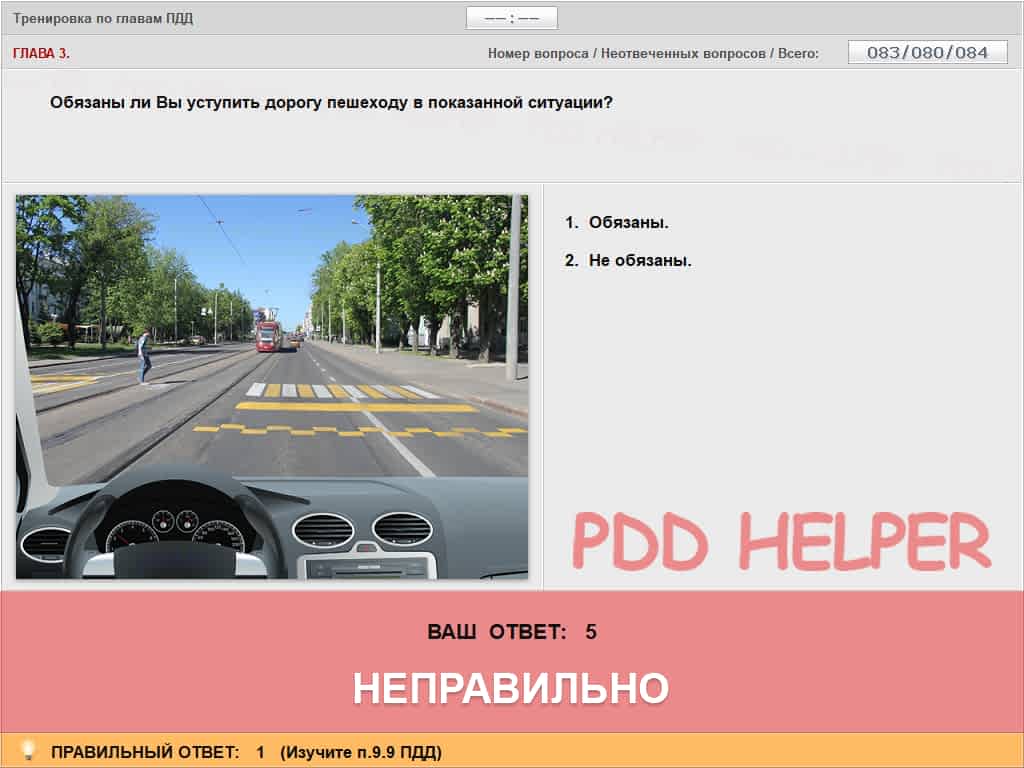 Тренировка по главам ПДД
—— : ——
ГЛАВА 3.
Номер вопроса / Неотвеченных вопросов / Всего: 083/080/084
Обязаны ли Вы уступить дорогу пешеходу в показанной ситуации?
1. Обязаны.
2. Не обязаны.
PDD HELPER
ВАШ ОТВЕТ: 5
НЕПРАВИЛЬНО
ПРАВИЛЬНЫЙ ОТВЕТ: 1 (Изучите п.9.9 ПДД)